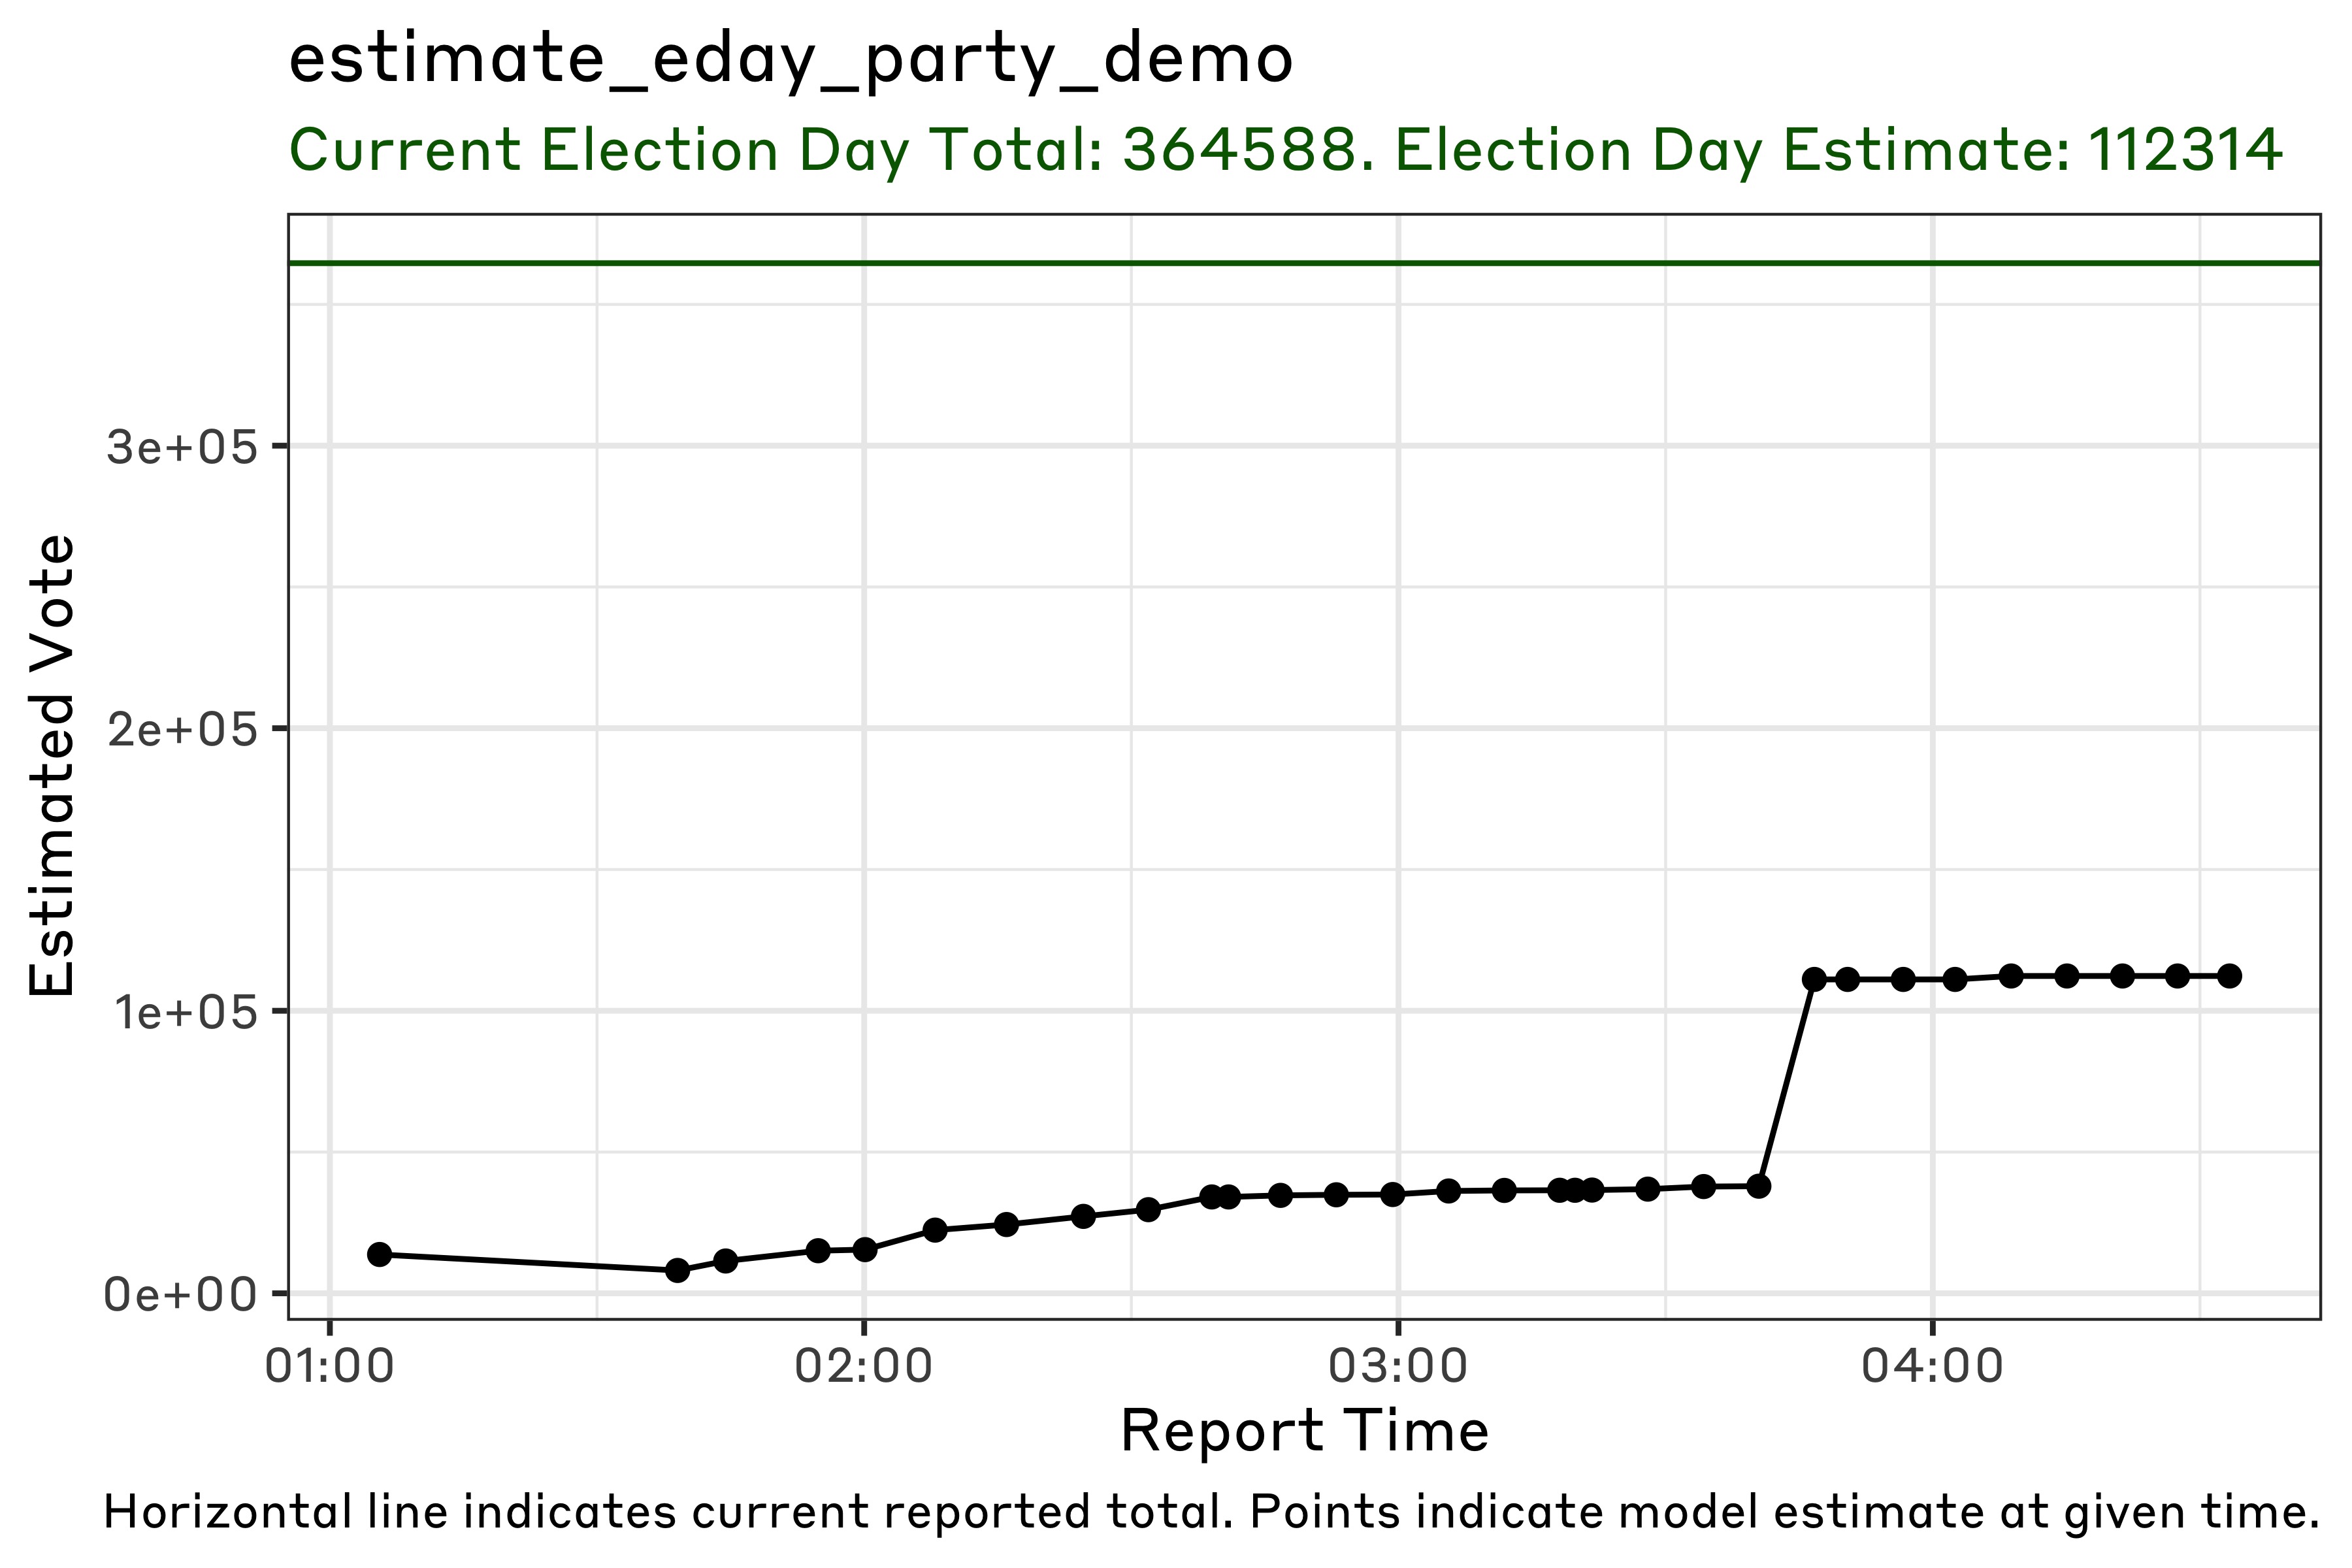 estimate_eday_party_demo
Current Election Day Total: 364588. Election Day Estimate: 112314
3e+05
2e+05
1e+05
0e+00
Estimated Vote
01:00 02:00 03:00 04:00
Report Time
Horizontal line indicates current reported total. Points indicate model estimate at given time.